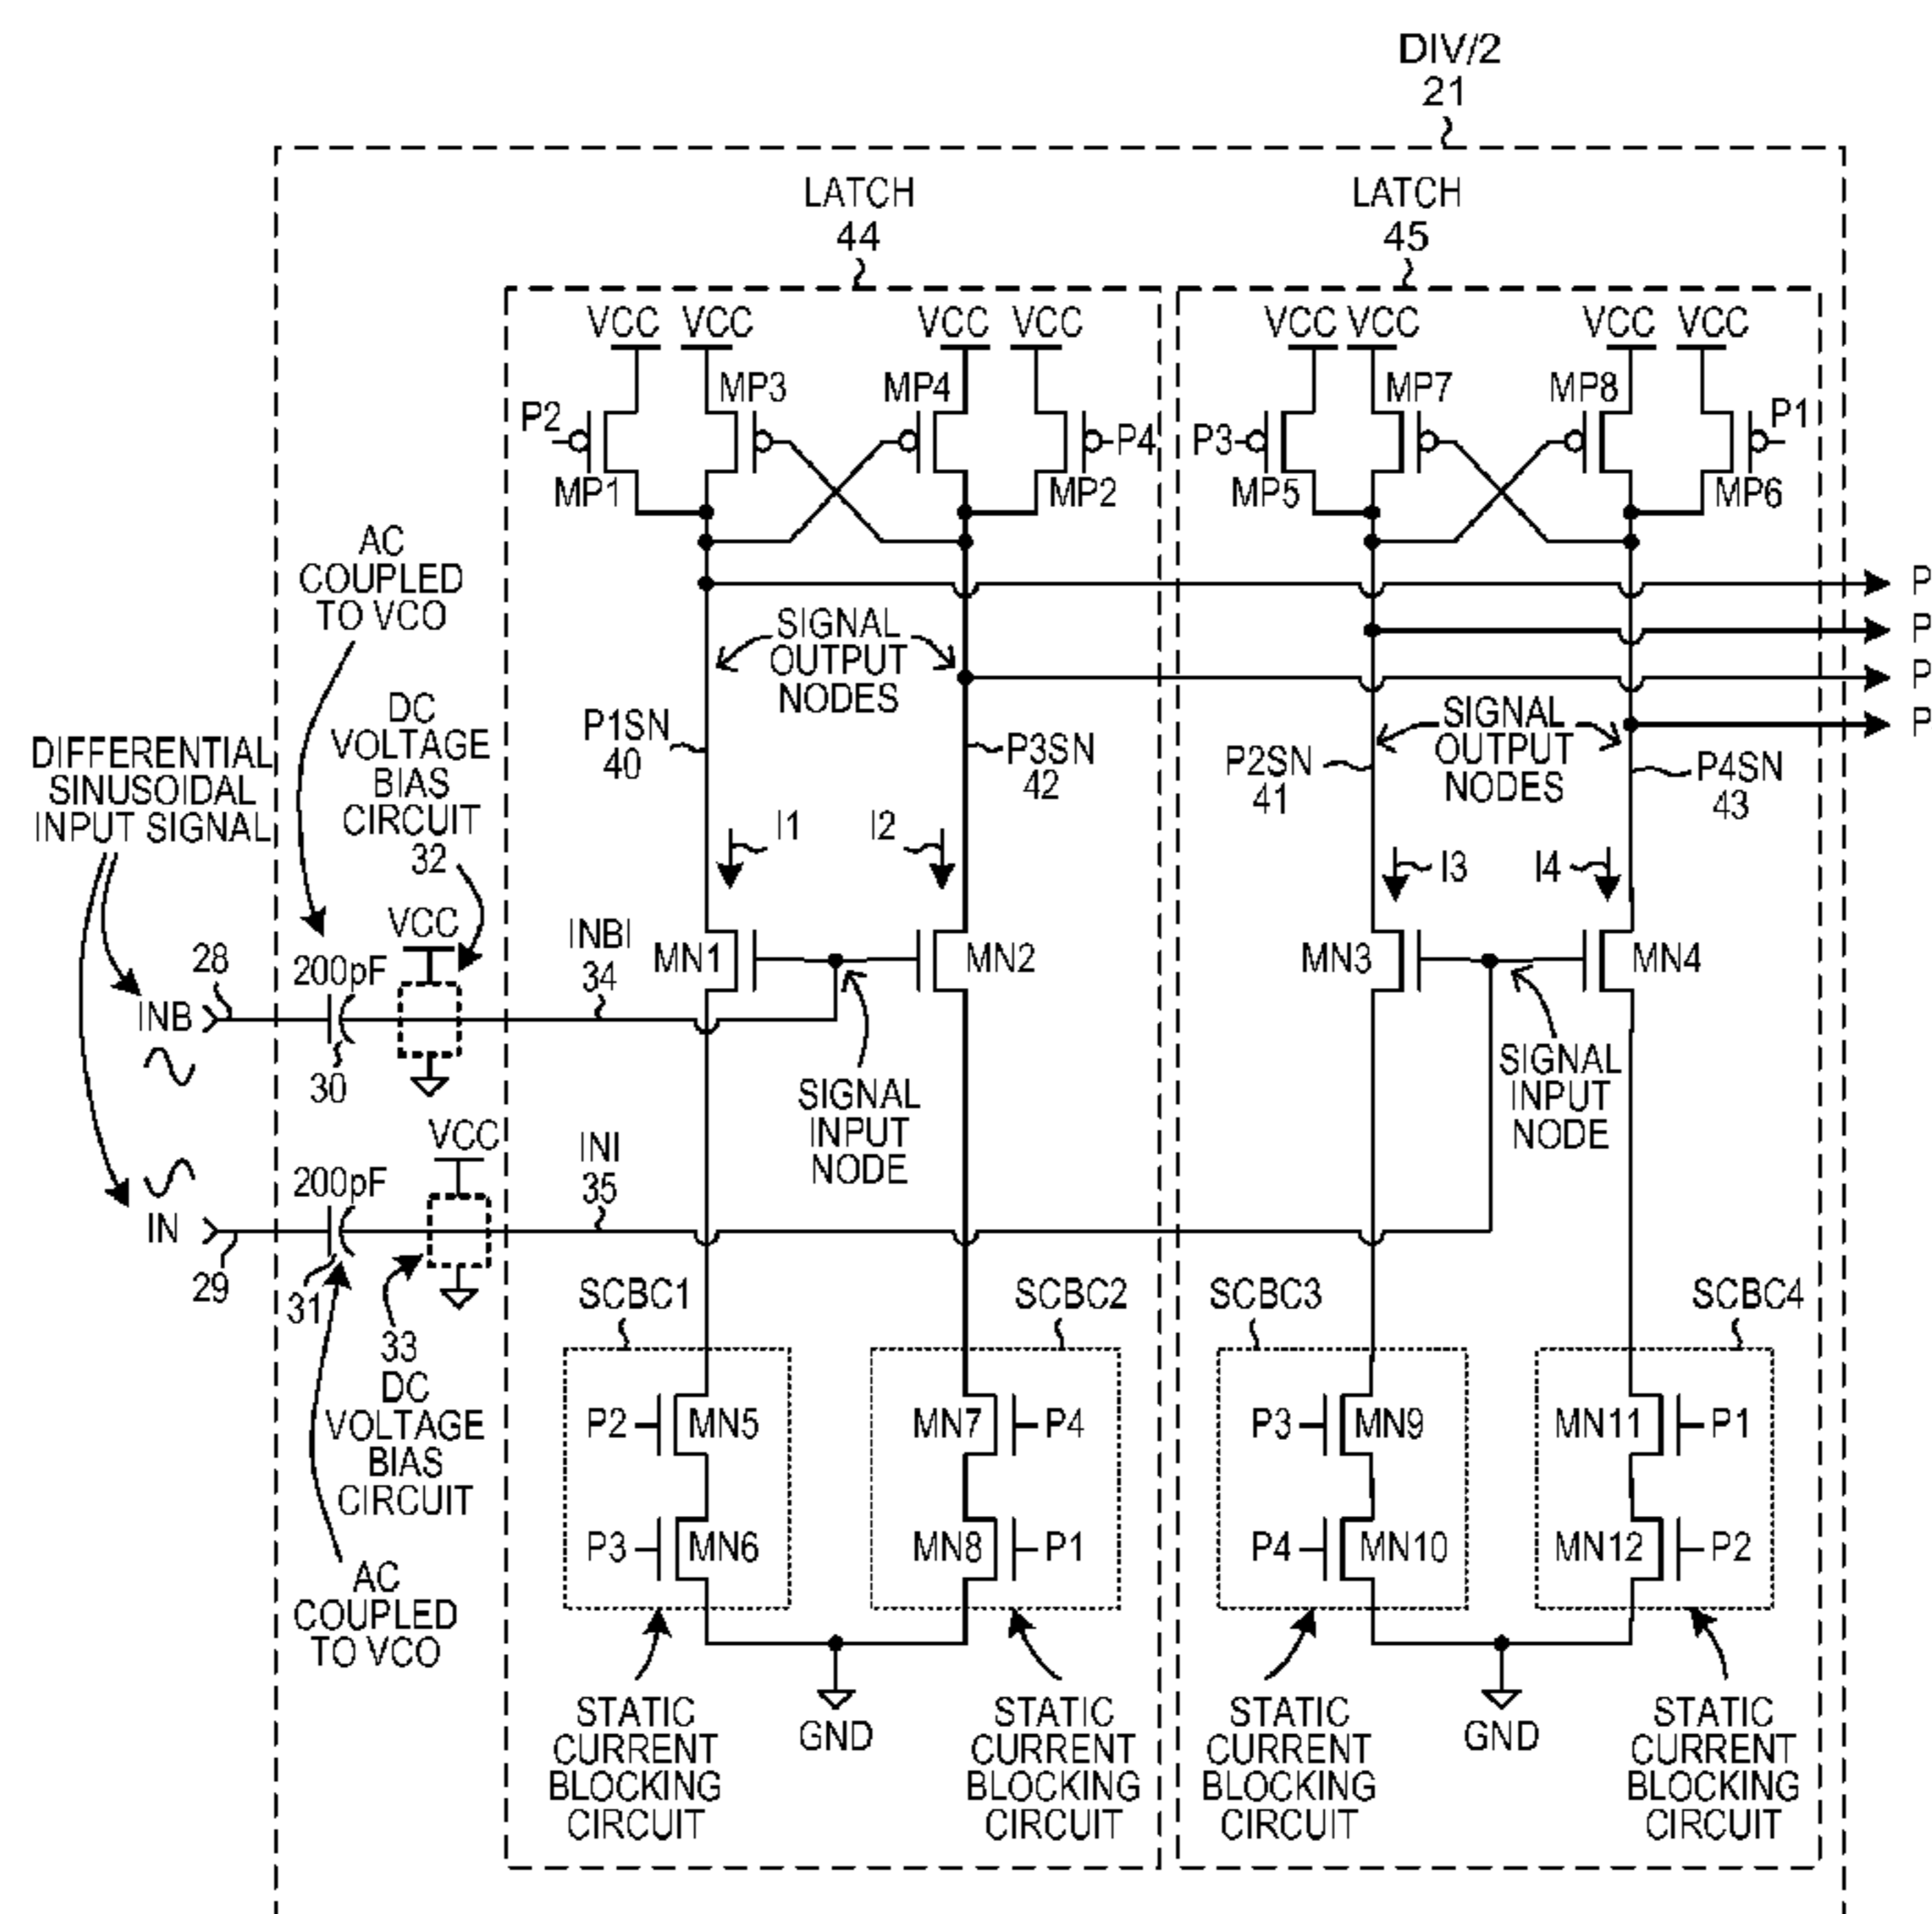 DIV/2
21
LATCH
44
LATCH
45
VCC VCC VCC VCC VCC VCC VCC VCC
MP3 MP4 MP7 MP8
P2 P4 P3 P1
MP1 MP2 MP5 MP6
AC
COUPLED
TO VCO
P
P
P
P
SIGNAL
OUTPUT
NODES
SIGNAL
OUTPUT
NODES
DC
VOLTAGE
BIAS
CIRCUIT
32
P1SN
40
P3SN
42
P2SN
41
P4SN
43
DIFFERENTIAL
SINUSOIDAL
INPUT SIGNAL
I1 I2 I3 I4
VCC
INBI
34
MN1 MN2 MN3 MN4
28
200pF
INB
30
SIGNAL
INPUT
NODE
SIGNAL
INPUT
NODE
VCC
INI
35
200pF
IN
29
31
33
DC
VOLTAGE
BIAS
CIRCUIT
SCBC1 SCBC2 SCBC3 SCBC4
P2 MN5 MN7 P4 P3 MN9 MN11 P1
P3 MN6 MN8 P1 P4 MN10 MN12 P2
AC
COUPLED
TO VCO
GND
GND
STATIC
CURRENT
BLOCKING
CIRCUIT
STATIC
CURRENT
BLOCKING
CIRCUIT
STATIC
CURRENT
BLOCKING
CIRCUIT
STATIC
CURRENT
BLOCKING
CIRCUIT